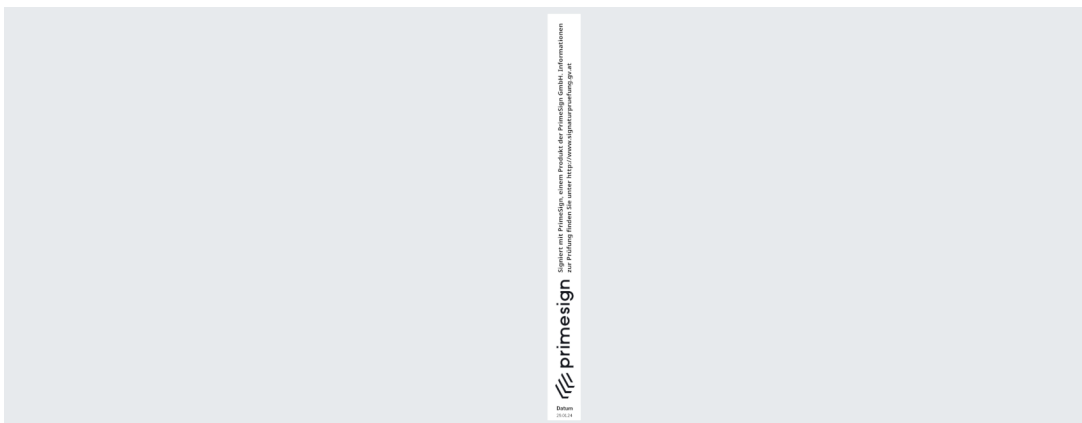 Signiert mit PrimeSign, einem Produkt der PrimeSign GmbH. Informationen
zur Prüfung finden Sie unter http://www.signaturpruefung.gv.at
primesign
Datum